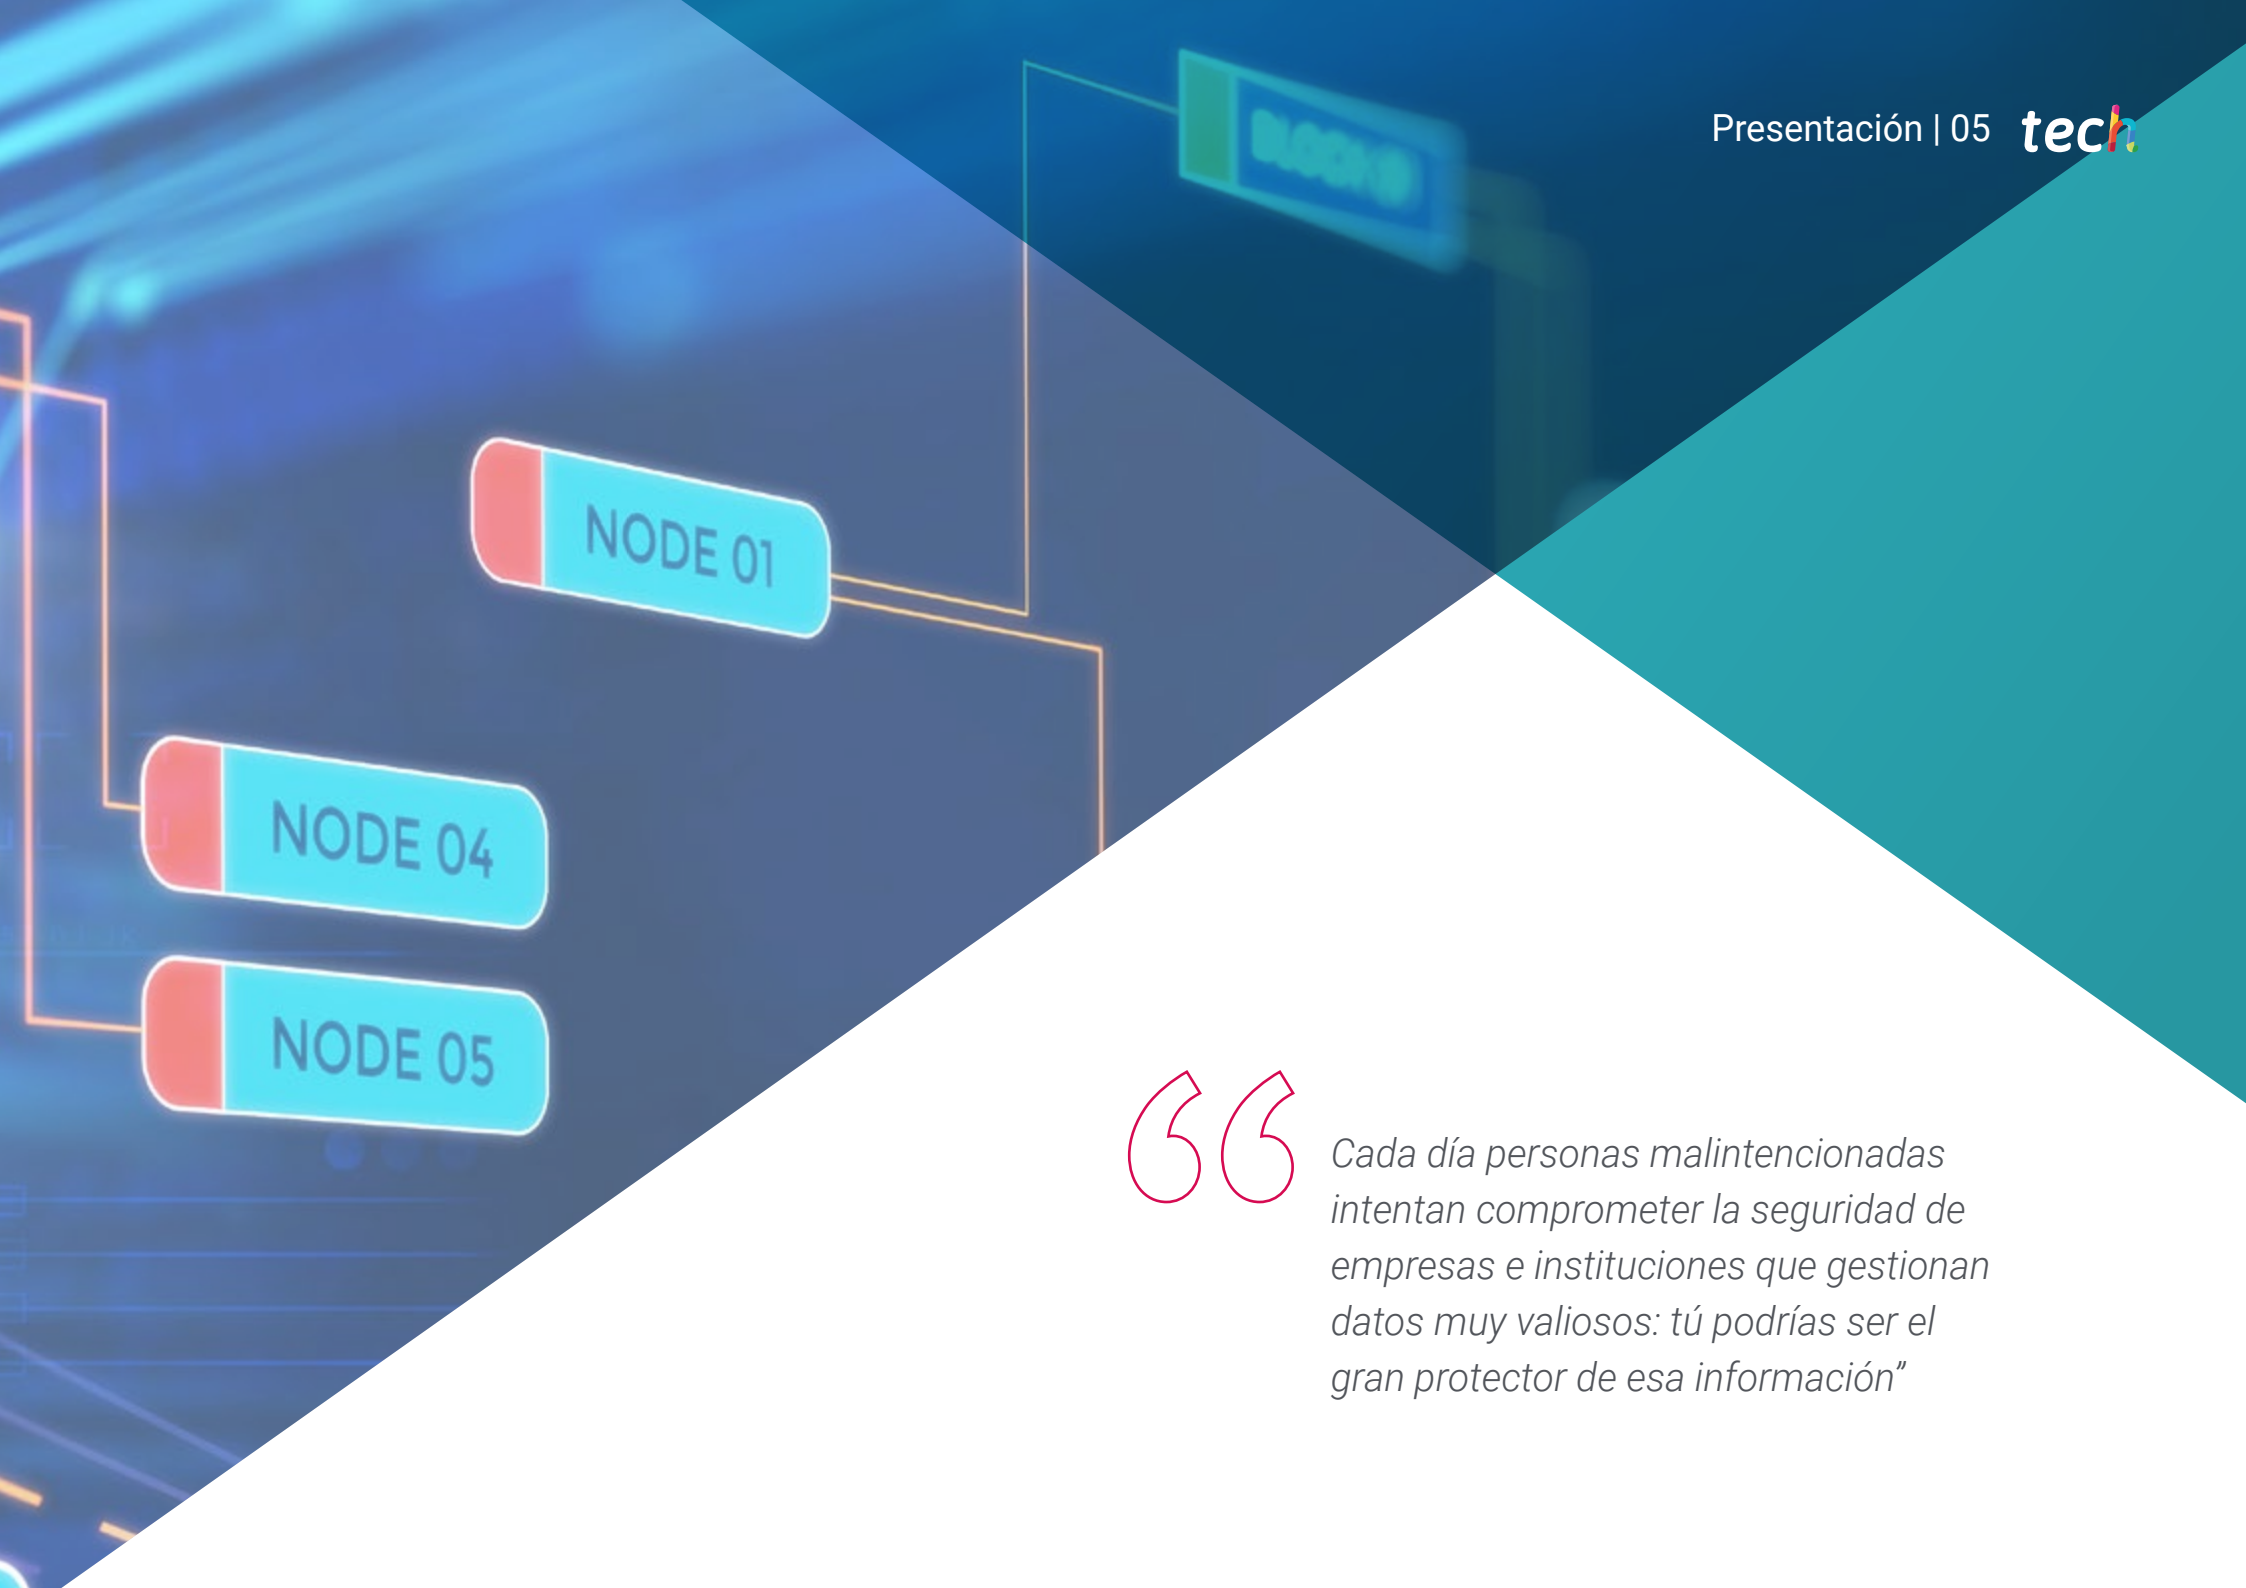 Presentación | 05 tech
NODE 01
NODE 04
NODE 05
Cada día personas malintencionadas
intentan comprometer la seguridad de
empresas e instituciones que gestionan
datos muy valiosos: tú podrías ser el
gran protector de esa información”